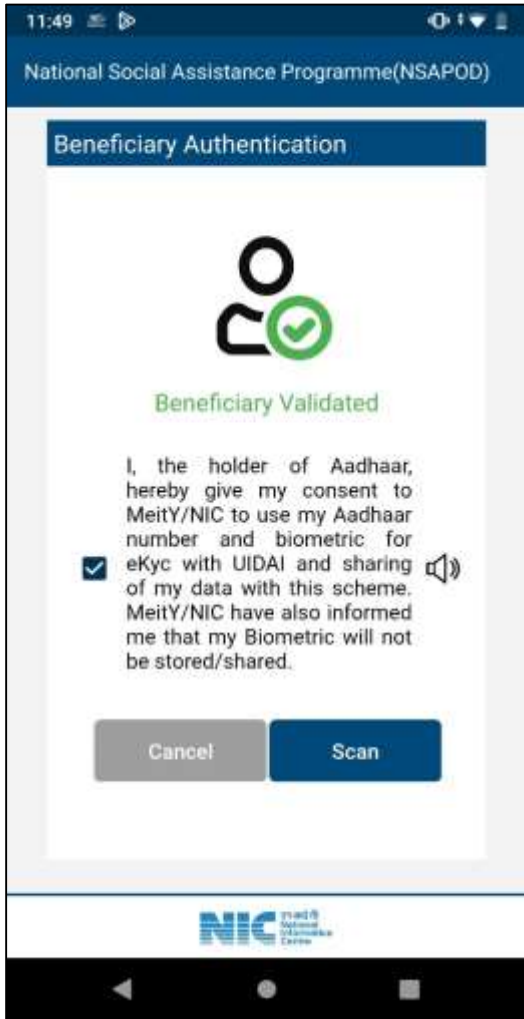 11:49
National Social Assistance Programme(NSAPOD)
Beneficiary Authentication
Beneficiary Validated
I, the holder of Aadhaar,
hereby give my consent to
MeitY/NIC to use my Aadhaar
number and biometric for
eKyc with UIDAI and sharing
of my data with this scheme.
MeitY/NIC have also informed
me that my Biometric will not
be stored/shared.
Cancel
Scan
NIC
National
Informatics
Centre